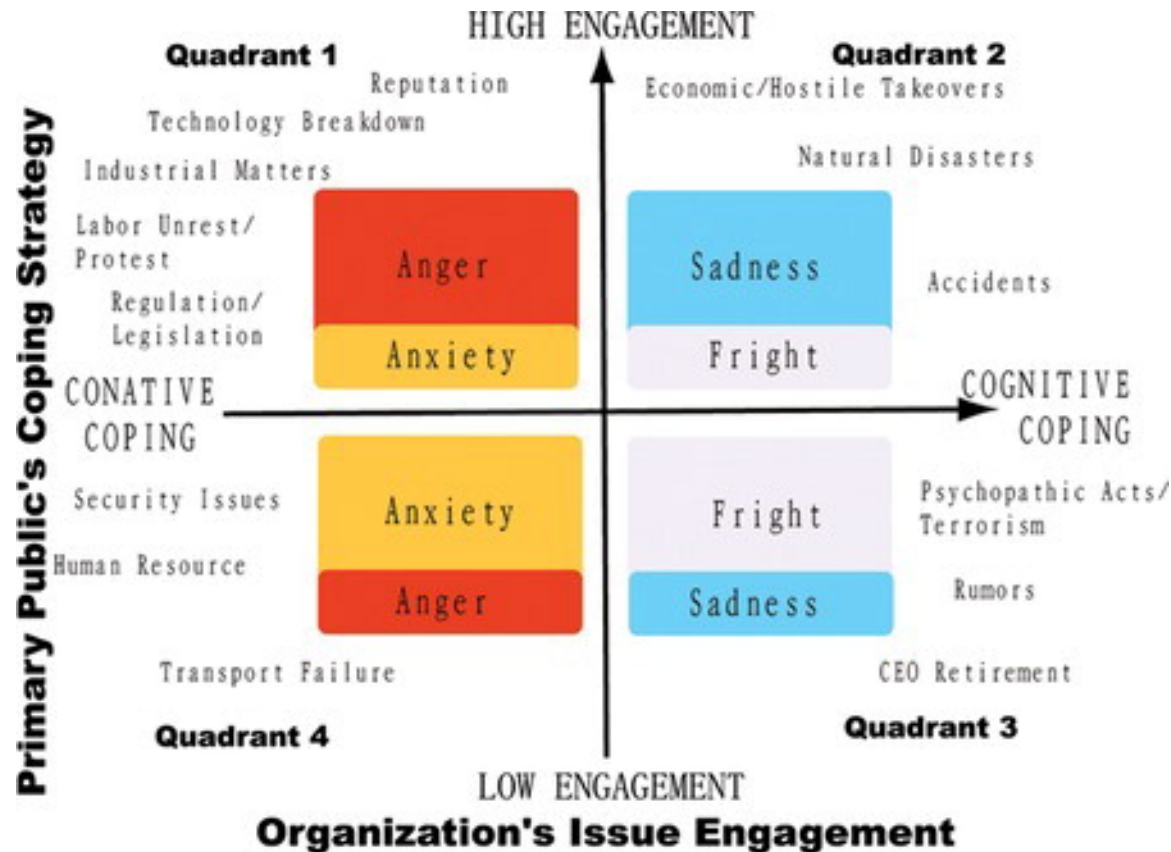 HIGH ENGAGEMENT
Quadrant 1
Quadrant 2
Reputation
Economic/Hostile Takeovers
Technology Breakdown
Natural Disasters
Industrial Matters
Labor Unrest/
Protest
Anger
Sadness
Accidents
Regulation/
Legislation
Anxiety
Fright
CONATIVE
COPING
COGNITIVE
COPING
Primary Public's Coping Strategy
Security Issues
Anxiety
Fright
Psychopathic Acts/
Terrorism
Human Resource
Anger
Sadness
Rumors
Transport Failure
CEO Retirement
Quadrant 4
Quadrant 3
LOW ENGAGEMENT
Organization's Issue Engagement